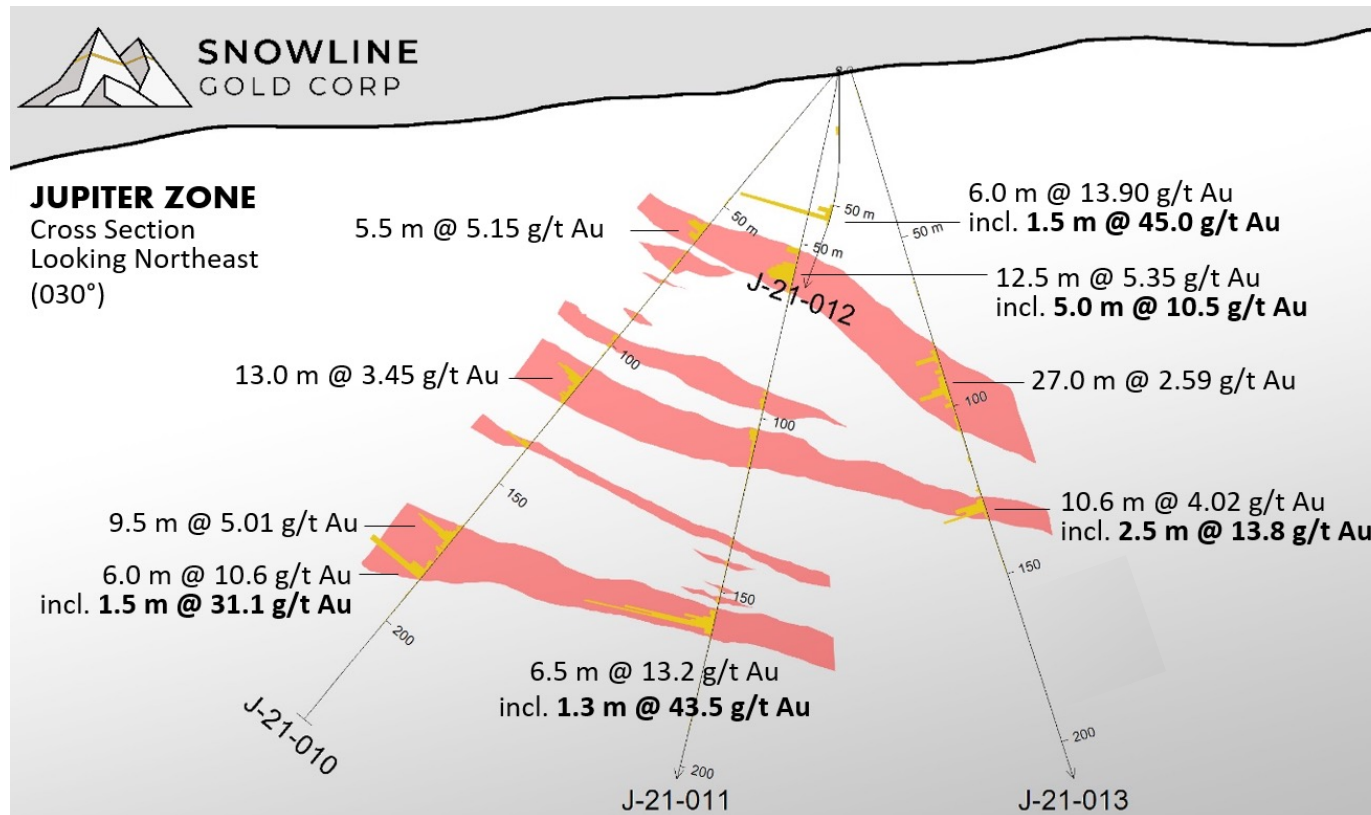 SNOWLINE
GOLD CORP
JUPITER ZONE
Cross Section
Looking Northeast
(030°)
5.5 m @ 5.15 g/t Au
13.0 m @ 3.45 g/t Au
9.5 m @ 5.01 g/t Au
6.0 m @ 10.6 g/t Au
incl. 1.5 m @ 31.1 g/t Au
50 m
100
150
200
J-21-010
50 m
J-21-012
50 m
100
150
200
J-21-011
6.5 m @ 13.2 g/t Au
incl. 1.3 m @ 43.5 g/t Au
50 m
100
150
200
J-21-013
6.0 m @ 13.90 g/t Au
incl. 1.5 m @ 45.0 g/t Au
12.5 m @ 5.35 g/t Au
incl. 5.0 m @ 10.5 g/t Au
27.0 m @ 2.59 g/t Au
10.6 m @ 4.02 g/t Au
incl. 2.5 m @ 13.8 g/t Au